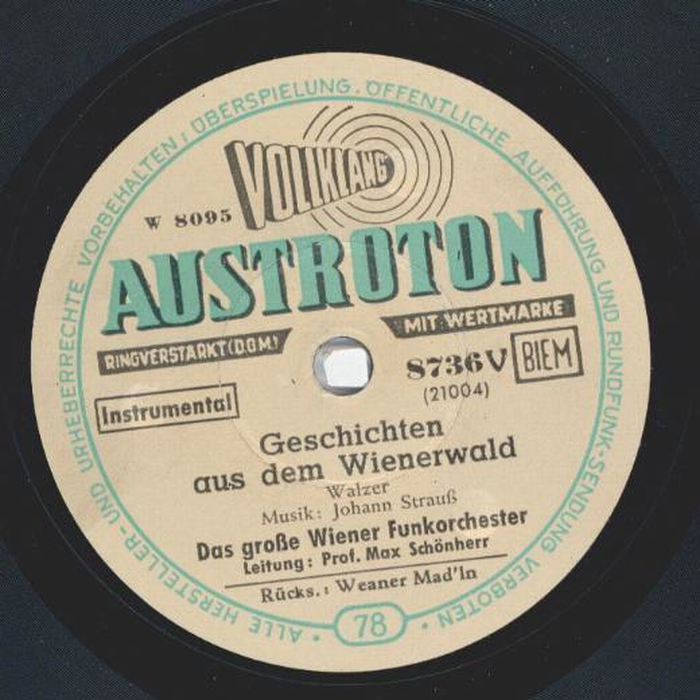 ALLE HERSTELLER- UND URHEBERRECHTE VORBEHALTEN; ÜBERSPIELUNG. ÖFFENTLICHE AUFFÜHRUNG UND RUNDFUNK-SENDUNG VERBOTEN
VOLLKLANG
W 8095
AUSTROTON
RINGVERSTÄRKT (D.G.M.) MIT WERTMARKE
8736V BIEM
(21004)
Instrumental
Geschichten
aus dem Wienerwald
Walzer
Musik: Johann Strauß
Das große Wiener Funkorchester
Leitung: Prof. Max Schönherr
Rücks.: Weaner Mad'ln
78